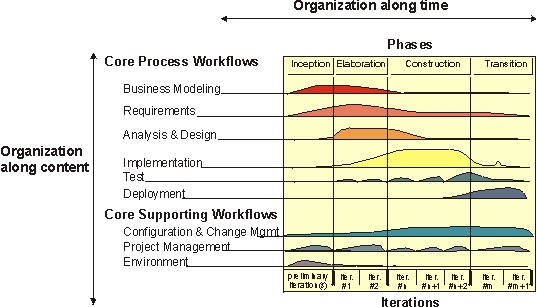 Organization along time
Phases
Core Process Workflows
Inception
Elaboration
Construction
Transition
Business Modeling
Requirements
Analysis & Design
Organization
along content
Implementation
Test
Deployment
Core Supporting Workflows
Configuration & Change Mgmt
Project Management
Environment
preliminary
iteration(s)
iter.
#1
iter.
#2
iter.
#n
iter.
#n+1
iter.
#n+2
iter.
#m
iter.
#m+1
Iterations